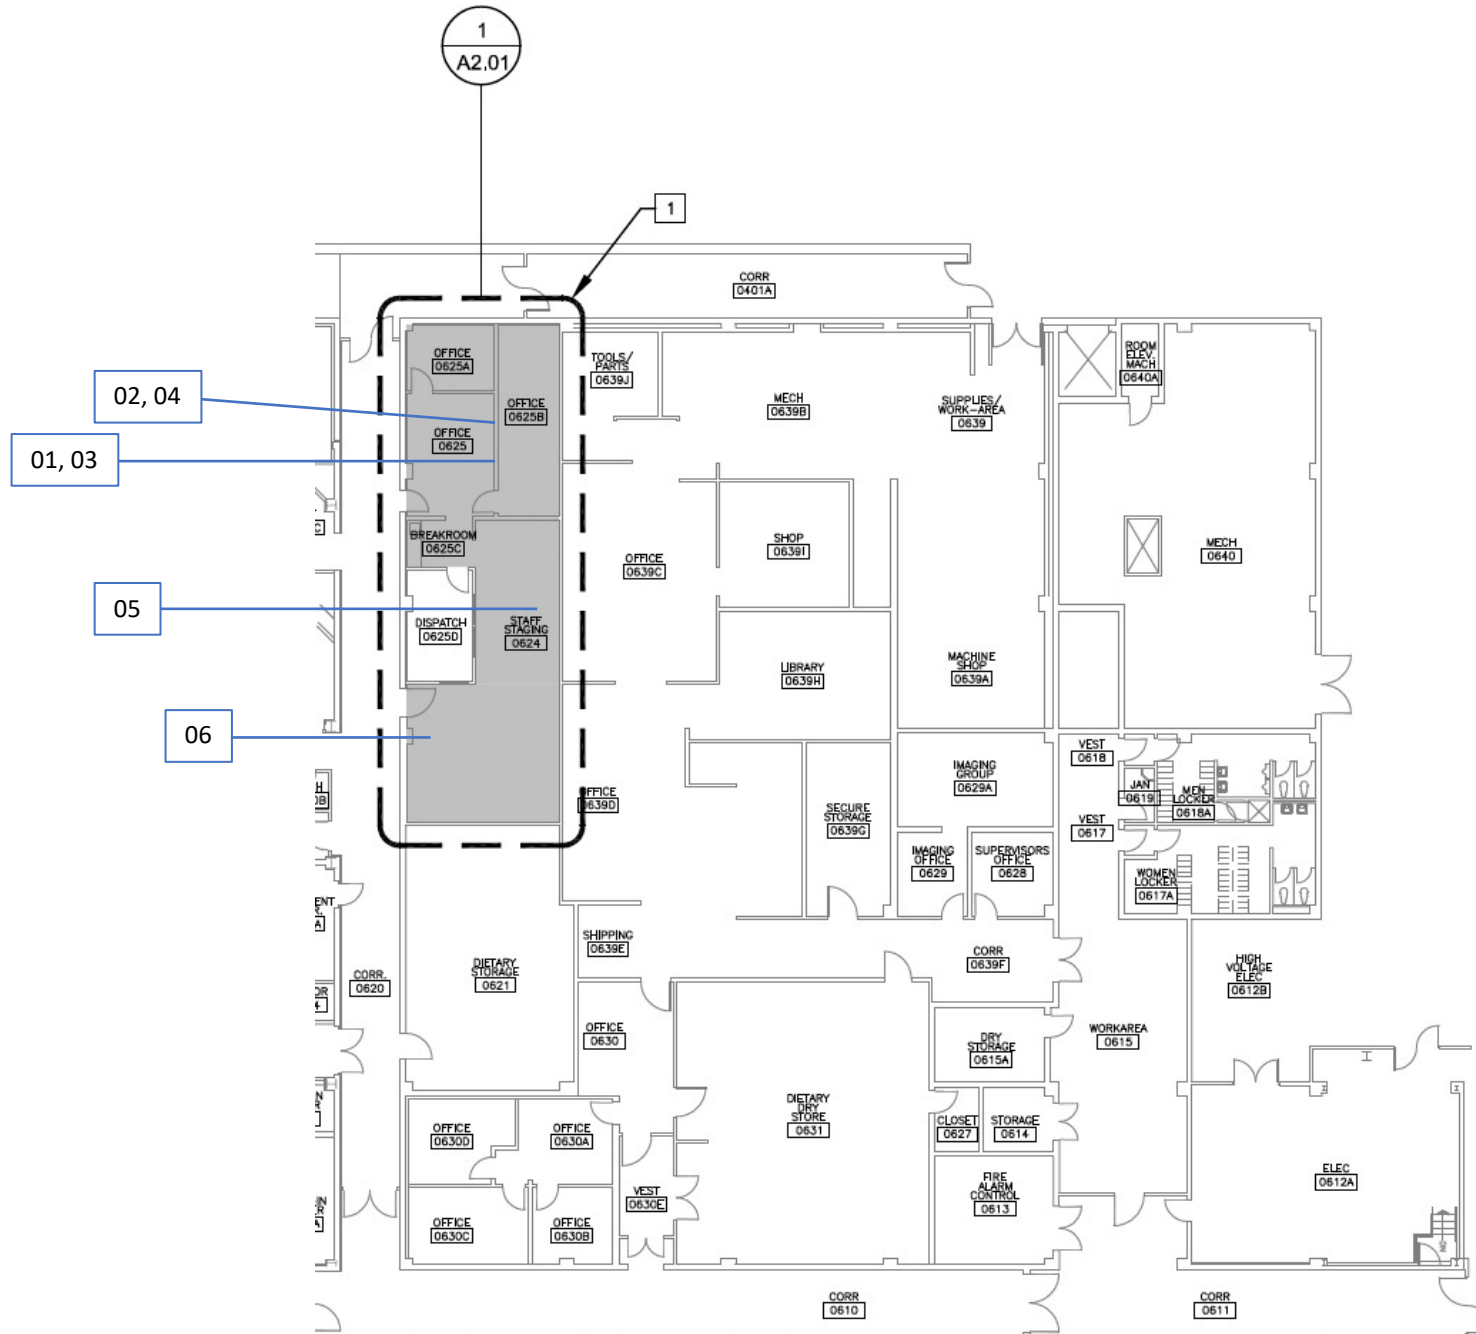 1
A2.01
1
CORR
0401A
OFFICE
0625A
TOOLS/
PARTS
0639J
ROOM
ELEV.
MACH
0640A
02, 04
OFFICE
0625B
MECH
0639B
SUPPLIES/
WORK-AREA
0639
01, 03
OFFICE
0625
BREAKROOM
0625C
OFFICE
0639C
SHOP
0639I
MECH
0640
05
DISPATCH
0625D
STAFF
STAGING
0624
LIBRARY
0639H
MACHINE
SHOP
0639A
06
VEST
0618
IMAGING
GROUP
0629A
JAN
0619
MEN
LOCKER
0618A
OFFICE
0639D
SECURE
STORAGE
0639G
VEST
0617
IMAGING
OFFICE
0629
SUPERVISORS
OFFICE
0628
WOMEN
LOCKER
0617A
SHIPPING
0639E
CORR
0639F
DIETARY
STORAGE
0621
CORR.
0620
HIGH
VOLTAGE
ELEC
0612B
OFFICE
0630
DRY
STORAGE
0615A
WORKAREA
0615
DIETARY
DRY
STORE
0631
CLOSET
0627
STORAGE
0614
OFFICE
0630D
OFFICE
0630A
VEST
0630E
FIRE
ALARM
CONTROL
0613
ELEC
0612A
OFFICE
0630C
OFFICE
0630B
DN
CORR
0610
CORR
0611